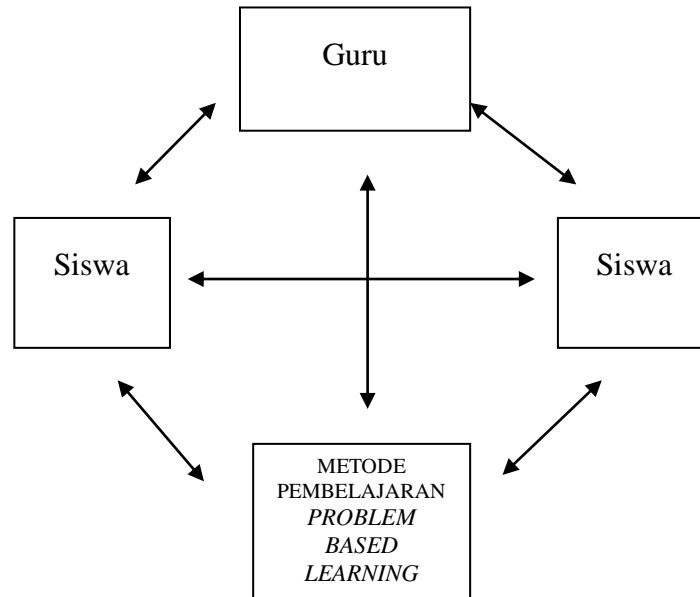 Guru
Siswa
Siswa
METODE
PEMBELAJARAN
PROBLEM
BASED
LEARNING